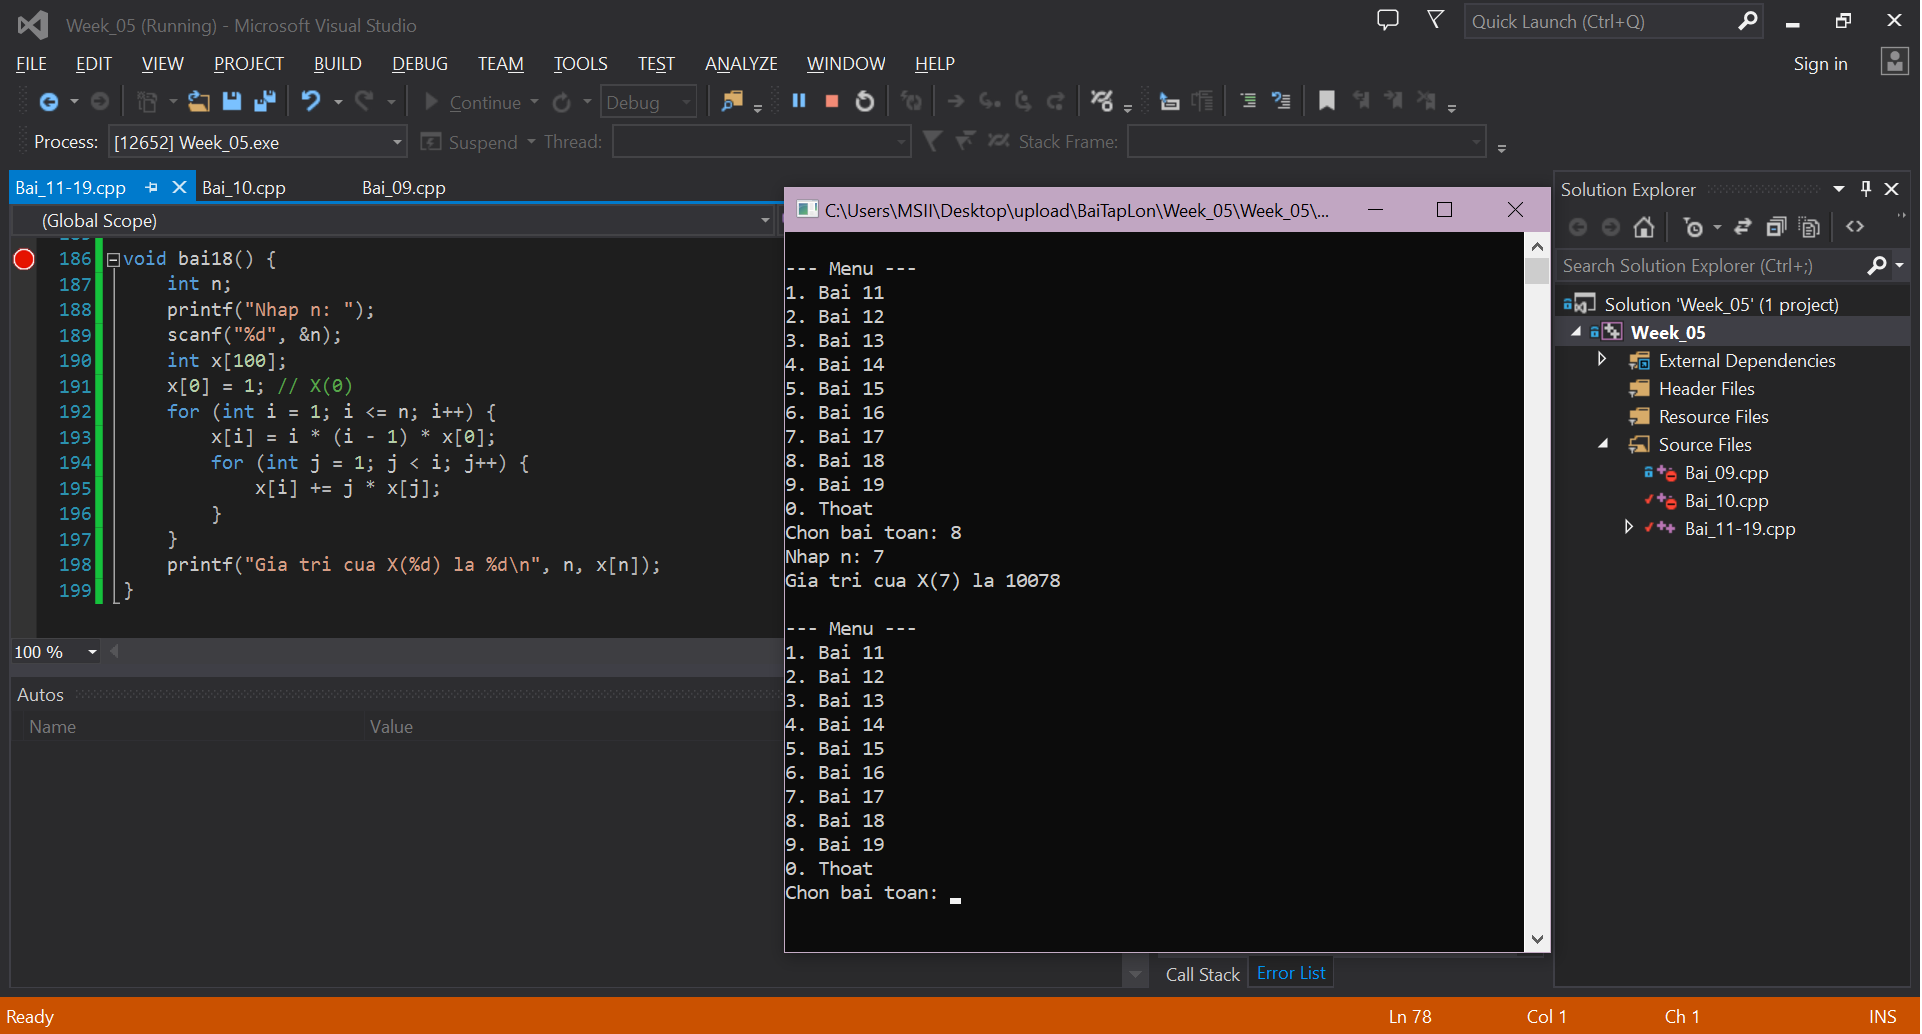 Week_05 (Running) - Microsoft Visual Studio
Quick Launch (Ctrl+Q)
FILE EDIT VIEW PROJECT BUILD DEBUG TEAM TOOLS TEST ANALYZE WINDOW HELP
Sign in
Continue Debug
Process: [12652] Week_05.exe Suspend Thread: Stack Frame:
Bai_11-19.cpp Bai_10.cpp Bai_09.cpp
(Global Scope)
186 void bai18() {
187 int n;
188 printf("Nhap n: ");
189 scanf("%d", &n);
190 int x[100];
191 x[0] = 1; // X(0)
192 for (int i = 1; i <= n; i++) {
193 x[i] = i * (i - 1) * x[0];
194 for (int j = 1; j < i; j++) {
195 x[i] += j * x[j];
196 }
197 }
198 printf("Gia tri cua X(%d) la %d\n", n, x[n]);
199 }
100 %
Autos
Name Value
C:\Users\MSII\Desktop\upload\BaiTapLon\Week_05\Week_05\...
--- Menu ---
1. Bai 11
2. Bai 12
3. Bai 13
4. Bai 14
5. Bai 15
6. Bai 16
7. Bai 17
8. Bai 18
9. Bai 19
0. Thoat
Chon bai toan: 8
Nhap n: 7
Gia tri cua X(7) la 10078
--- Menu ---
1. Bai 11
2. Bai 12
3. Bai 13
4. Bai 14
5. Bai 15
6. Bai 16
7. Bai 17
8. Bai 18
9. Bai 19
0. Thoat
Chon bai toan:
Call Stack Error List
Solution Explorer
Search Solution Explorer (Ctrl+;)
Solution 'Week_05' (1 project)
Week_05
External Dependencies
Header Files
Resource Files
Source Files
Bai_09.cpp
Bai_10.cpp
Bai_11-19.cpp
Ready Ln 78 Col 1 Ch 1 INS